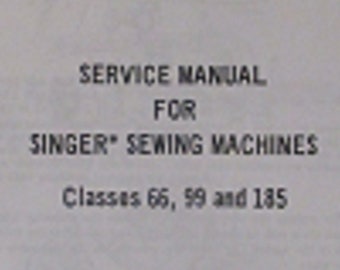 SERVICE MANUAL
FOR
SINGER* SEWING MACHINES
Classes 66, 99 and 185